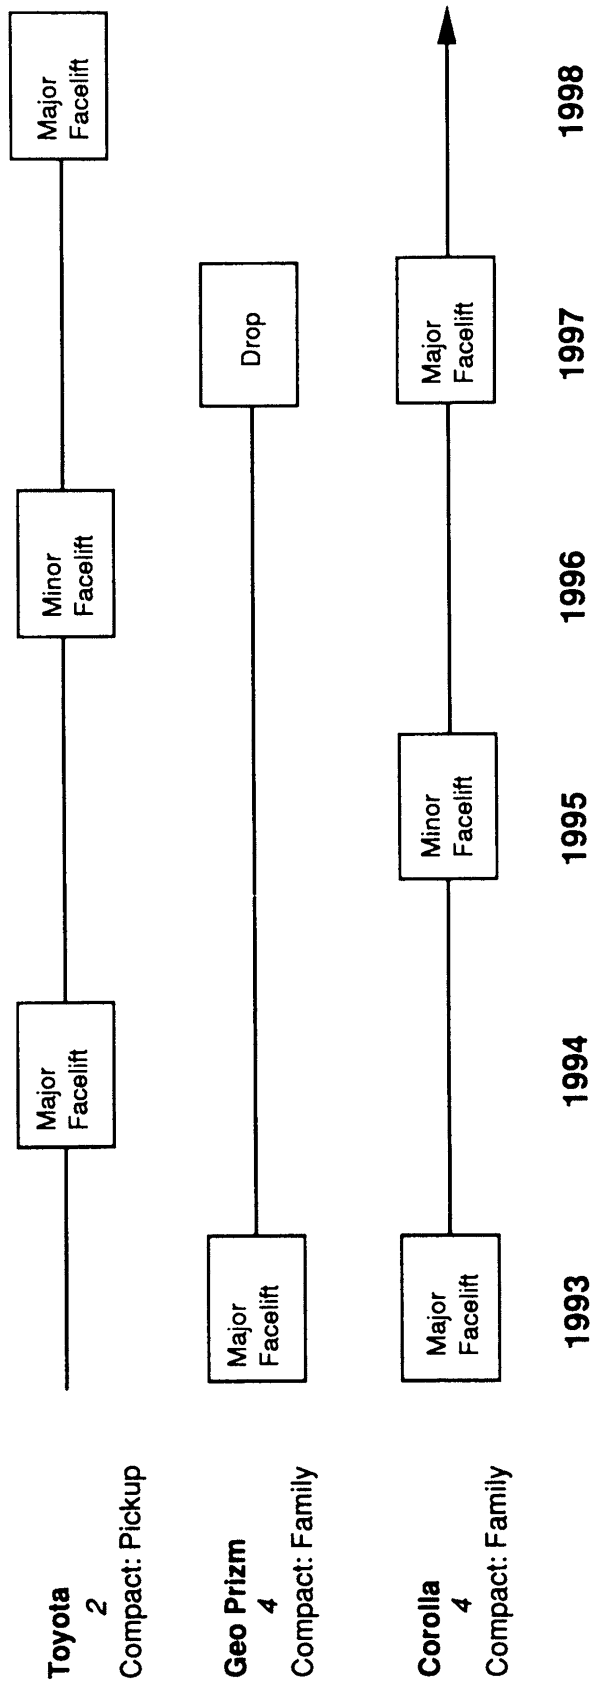 Toyota
2
Compact: Pickup
Major
Facelift
Minor
Facelift
Major
Facelift
Geo Prizm
4
Compact: Family
Major
Facelift
Drop
Corolla
4
Compact: Family
Major
Facelift
Minor
Facelift
Major
Facelift
1993 1994 1995 1996 1997 1998